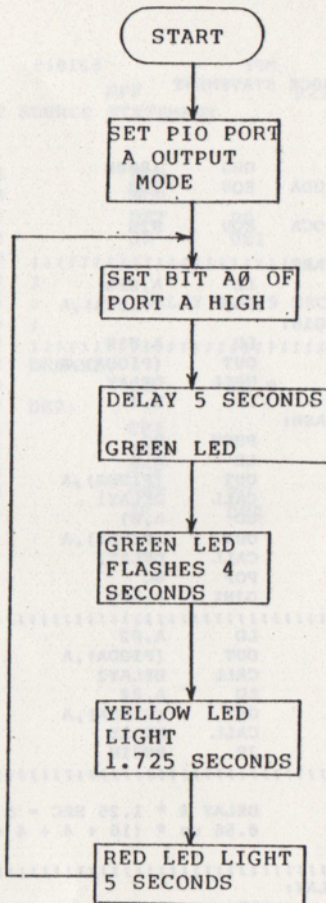 START
SET PIO PORT
A OUTPUT
MODE
SET BIT AØ OF
PORT A HIGH
DELAY 5 SECONDS
GREEN LED
GREEN LED
FLASHES 4
SECONDS
YELLOW LED
LIGHT
1.725 SECONDS
RED LED LIGHT
5 SECONDS